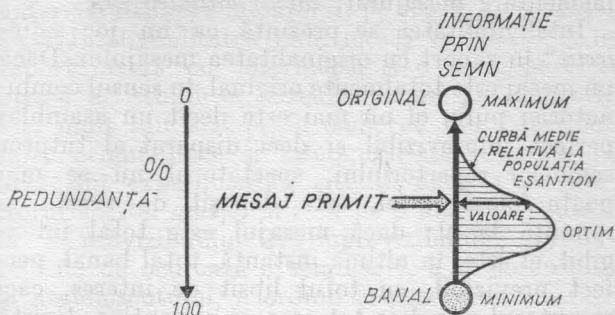 INFORMAȚIE
PRIN
SEMN
0
ORIGINAL
MAXIMUM
CURBĂ MEDIE
RELATIVĂ LA
POPULAȚIA
EȘANTION
%
REDUNDANȚA
MESAJ PRIMIT
VALOARE
OPTIM
BANAL
MINIMUM
100